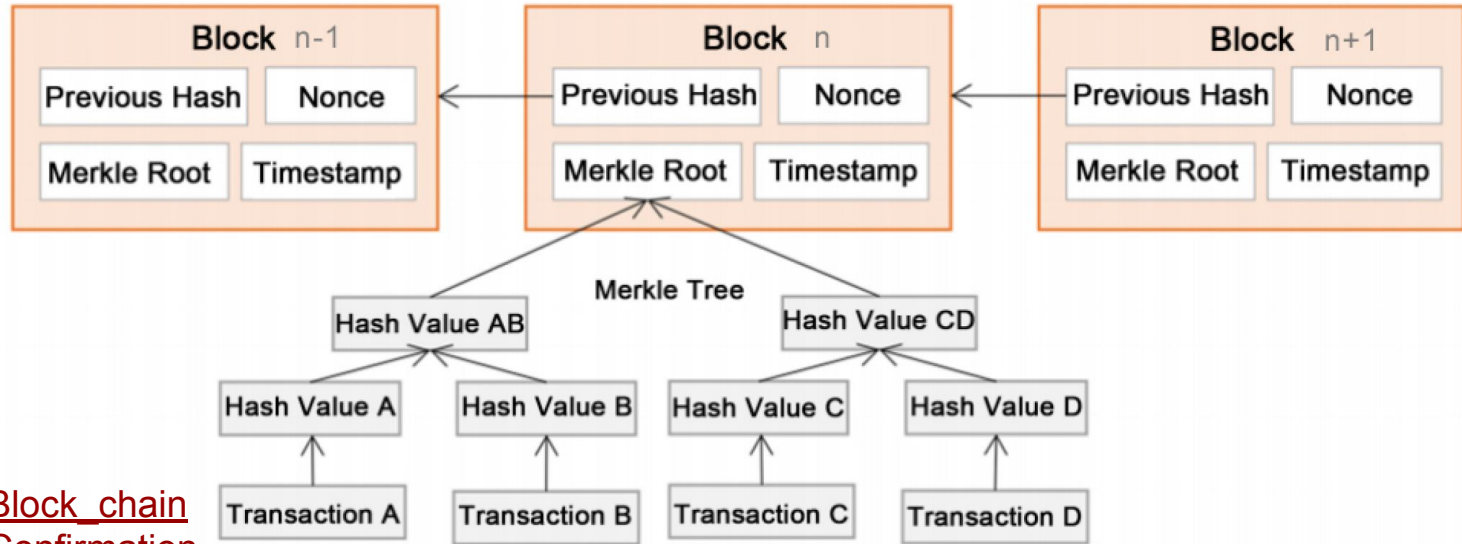 Block n-1
Block n
Block n+1
Previous Hash Nonce
Previous Hash Nonce
Previous Hash Nonce
Merkle Root Timestamp
Merkle Root Timestamp
Merkle Root Timestamp
Merkle Tree
Hash Value AB
Hash Value CD
Hash Value A
Hash Value B
Hash Value C
Hash Value D
Block_chain
Transaction A
Transaction B
Transaction C
Transaction D
Confirmation